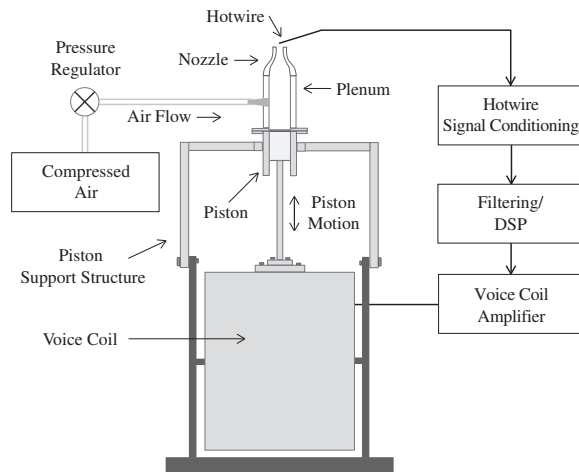 Hotwire
Pressure
Regulator
Nozzle
Plenum
Air Flow
Hotwire
Signal Conditioning
Compressed
Air
Piston
Piston
Motion
Filtering/
DSP
Piston
Support Structure
Voice Coil
Amplifier
Voice Coil